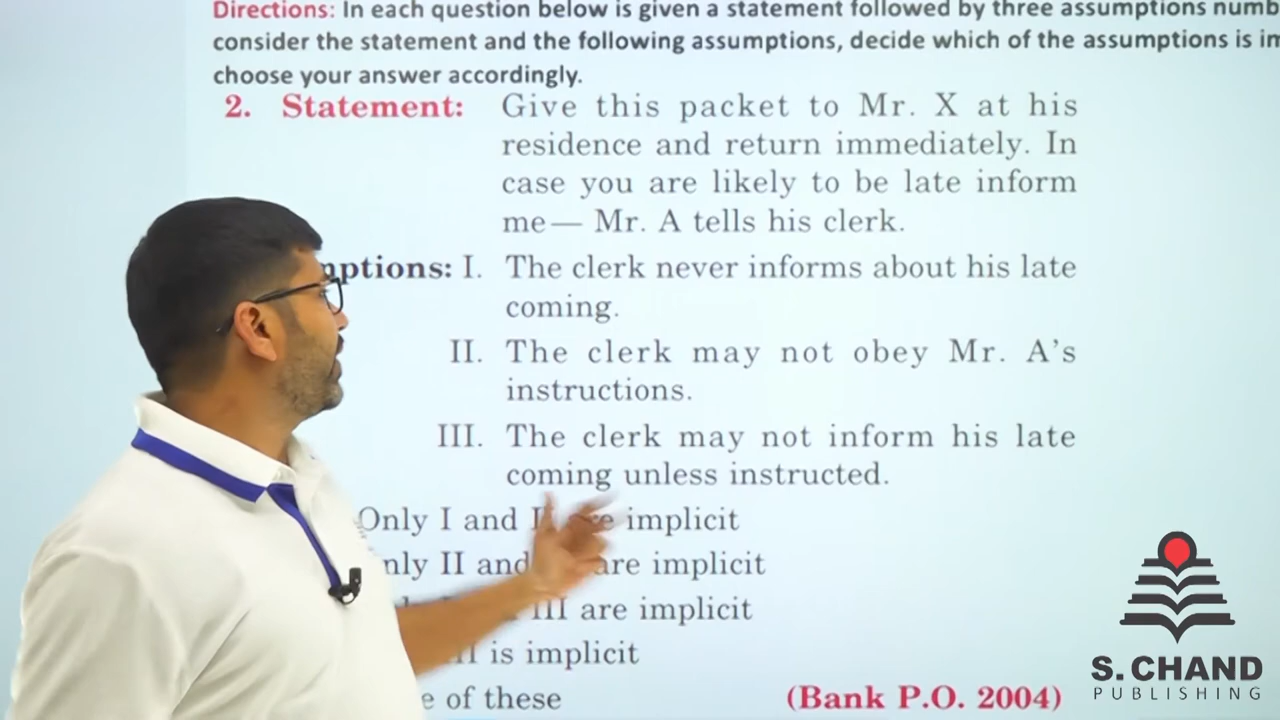 Directions: In each question below is given a statement followed by three assumptions numb
consider the statement and the following assumptions, decide which of the assumptions is im
choose your answer accordingly.
2. Statement: Give this packet to Mr. X at his
residence and return immediately. In
case you are likely to be late inform
me— Mr. A tells his clerk.
mptions: I. The clerk never informs about his late
coming.
II. The clerk may not obey Mr. A's
instructions.
III. The clerk may not inform his late
coming unless instructed.
Only I and are implicit
nly II and are implicit
III are implicit
is implicit
e of these
(Bank P.O. 2004)
S. CHAND
PUBLISHING